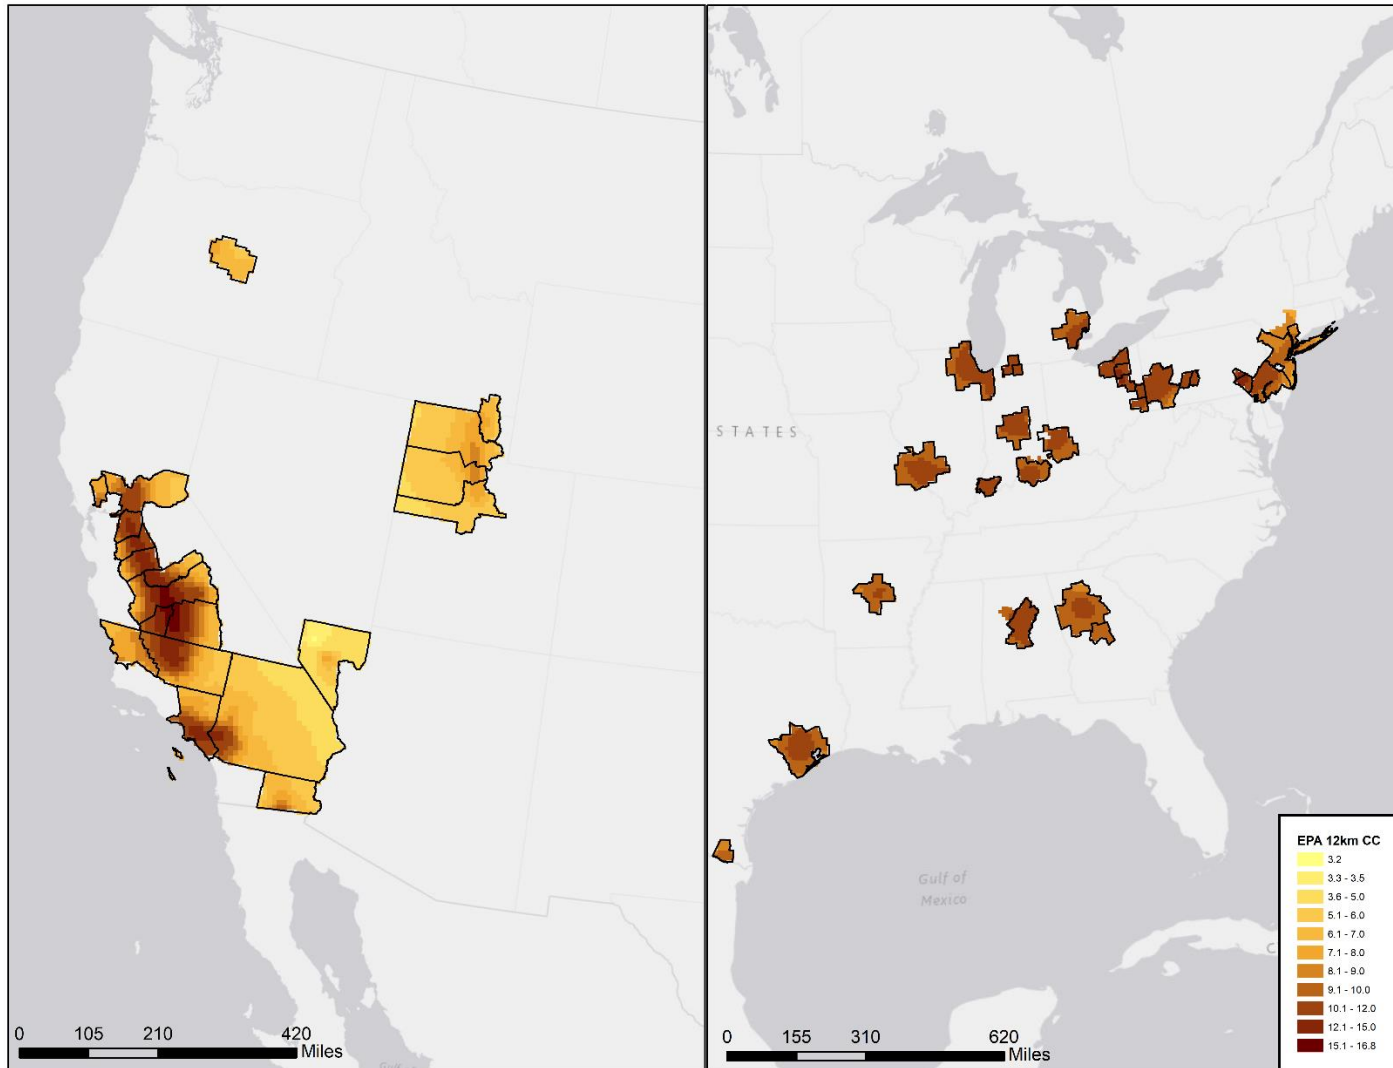 STATES
Gulf of
Mexico
C
EPA 12km CC
3.2
3.3 - 3.5
3.6 - 5.0
5.1 - 6.0
6.1 - 7.0
7.1 - 8.0
8.1 - 9.0
9.1 - 10.0
10.1 - 12.0
12.1 - 15.0
15.1 - 16.8
0 105 210 420
Miles
0 155 310 620
Miles